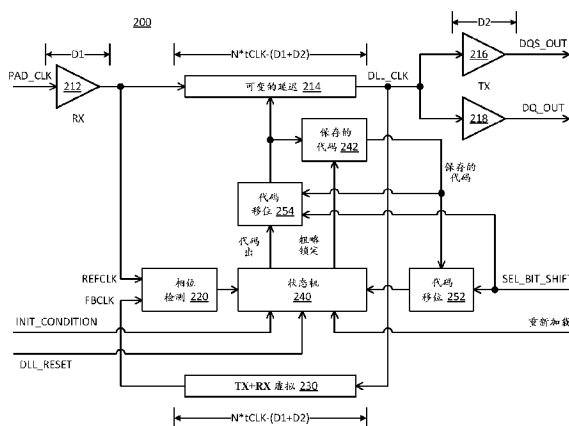 200
D1
N*tCLK-(D1+D2)
D2
PAD_CLK
212
RX
可变的延迟 214
DLL_CLK
216
DQS_OUT
TX
218
DQ_OUT
保存的
代码 242
保存的
代码
代码
移位 254
代码
出
粗略
锁定
REFCLK
FBCLK
相位
检测 220
状态机
240
代码
移位 252
SEL_BIT_SHIFT
INIT_CONDITION
重新加载
DLL_RESET
TX+RX 虚拟 230
N*tCLK-(D1+D2)